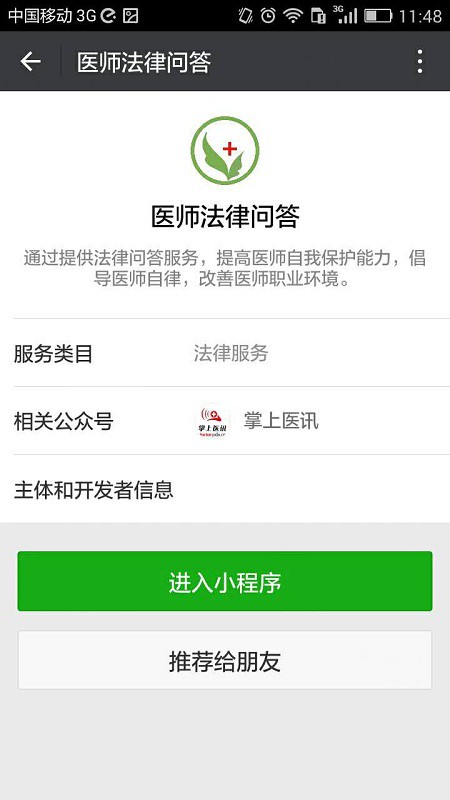 中国移动 3G
3G
11:48
医师法律问答
医师法律问答
通过提供法律问答服务，提高医师自我保护能力，倡
导医师自律，改善医师职业环境。
服务类目
法律服务
相关公众号
掌上医讯
掌上医讯
主体和开发者信息
进入小程序
推荐给朋友